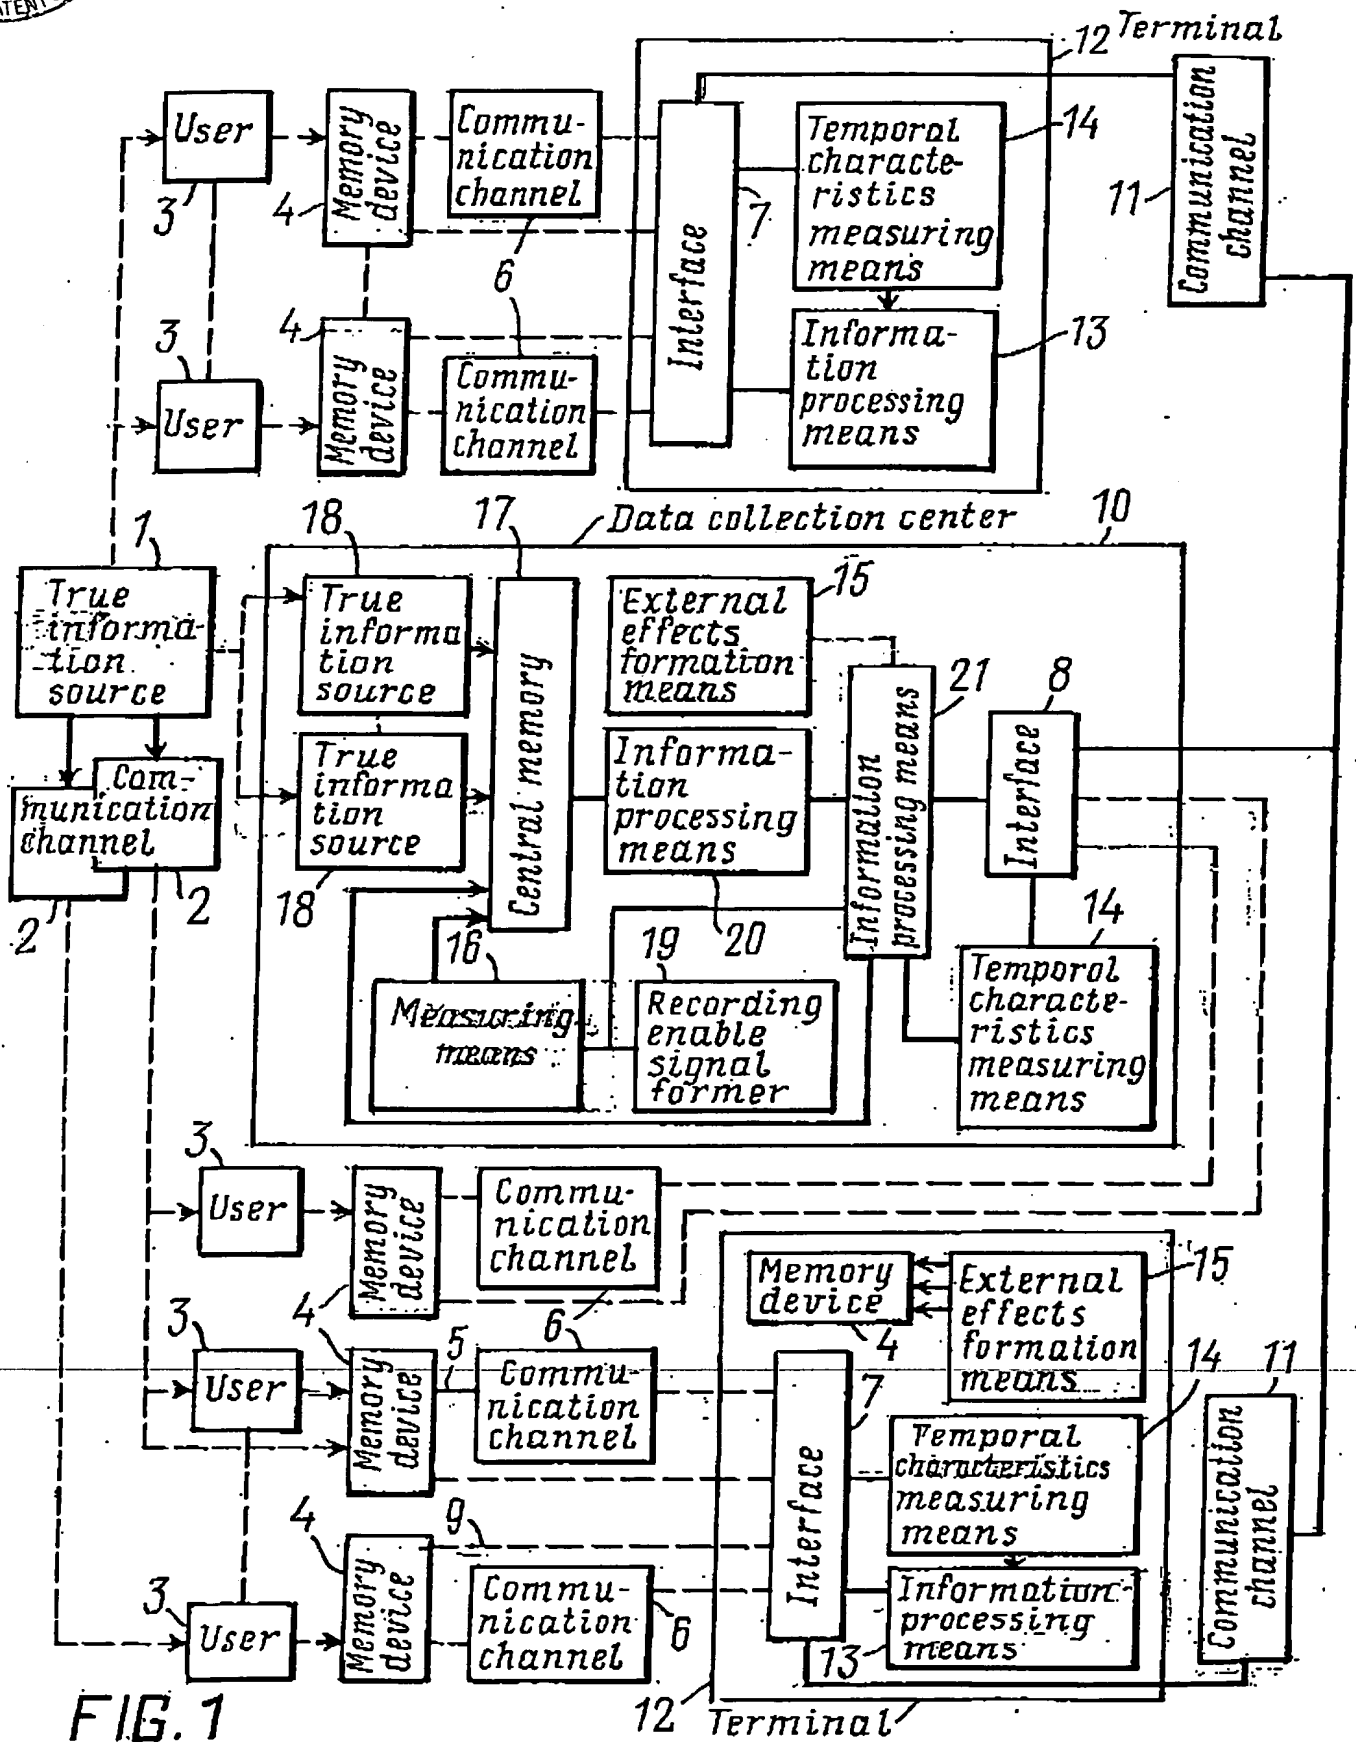 12 Terminal
User
3
Memory
device
4
Commu-
nication
channel
6
Interface
7
Temporal
characte-
ristics
measuring
means
14
Communication
channel
11
User
3
Memory
device
4
Commu-
nication
channel
Informa-
tion
processing
means
13
Data collection center
10
1
True
informa-
tion
source
18
True
informa
tion
source
17
Central memory
External
effects
formation
means
15
Information
processing means
21
8
Interface
True
informa
tion
source
18
Informa-
tion
processing
means
20
Com-
munication
channel
2
2
16
Measuring
means
19
Recording
enable
signal
former
14
Temporal
characte-
ristics
measuring
means
3
User
Memory
device
4
Commu-
nication
channel
6
Memory
device
4
External
effects
formation
means
15
3
User
4
Memory
device
5
Commu-
nication
channel
7
Interface
Temporal
characteristics
measuring
means
14
11
Communication
channel
3
User
4
Memory
device
9
Commu-
nication
channel
6
Information
processing
means
13
12
Terminal
FIG. 1